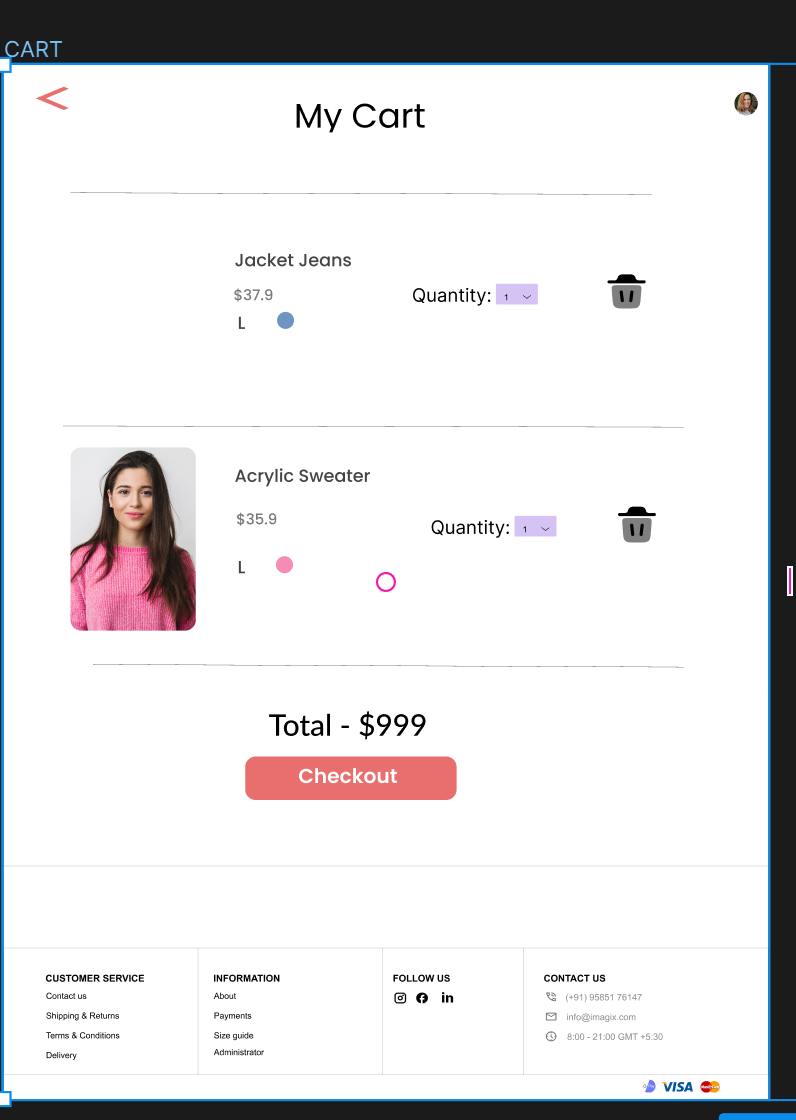 CART
My Cart
Jacket Jeans
$37.9
Quantity: 1
L
Acrylic Sweater
$35.9
Quantity: 1
L
Total - $999
Checkout
CUSTOMER SERVICE
Contact us
Shipping & Returns
Terms & Conditions
Delivery
INFORMATION
About
Payments
Size guide
Administrator
FOLLOW US
CONTACT US
(+91) 95851 76147
info@imagix.com
8:00 - 21:00 GMT +5:30
VISA